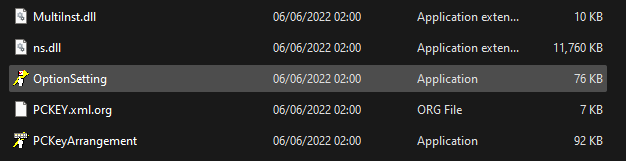 MultiInst.dll 06/06/2022 02:00 Application exten... 10 KB
ns.dll 06/06/2022 02:00 Application exten... 11,760 KB
OptionSetting 06/06/2022 02:00 Application 76 KB
PCKEY.xml.org 06/06/2022 02:00 ORG File 7 KB
PCKeyArrangement 06/06/2022 02:00 Application 92 KB